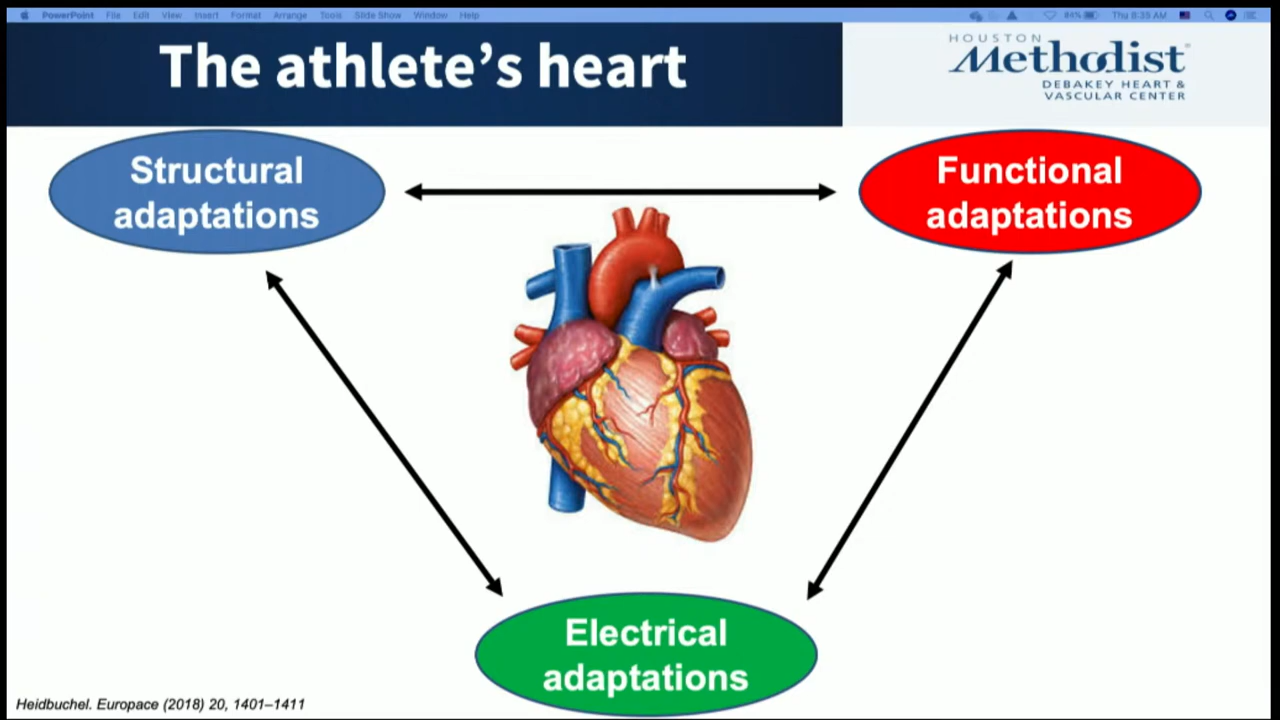 PowerPoint File Edit View Insert Format Arrange Tools Slide Show Window Help
84% Thu 8:35 AM
The athlete's heart
HOUSTON
Methodist
DEBAKEY HEART &
VASCULAR CENTER
Structural
adaptations
Functional
adaptations
Electrical
adaptations
Heidbuchel. Europace (2018) 20, 1401–1411